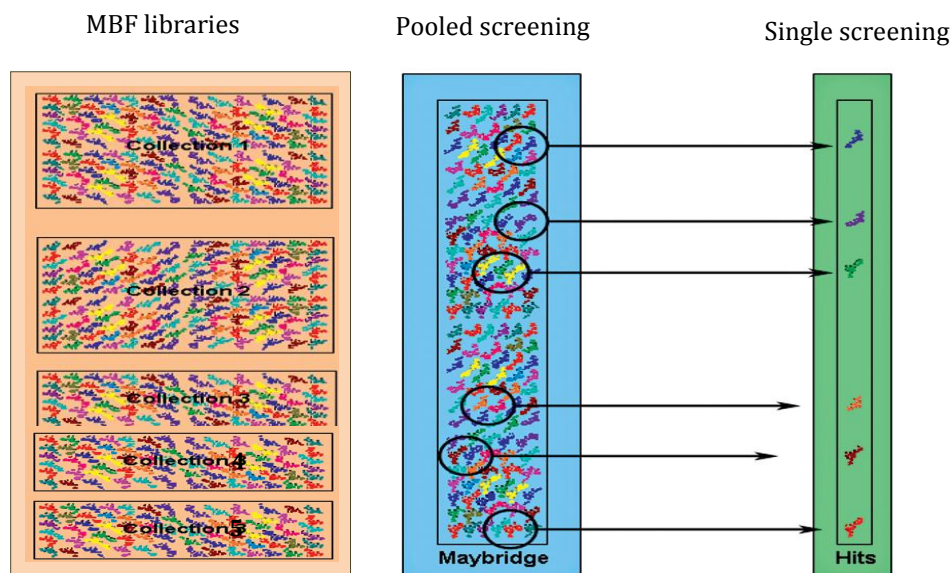 MBF libraries
Pooled screening
Single screening
Collection 1
Collection 2
Collection 3
Collection 4
Collection 5
Maybridge
Hits